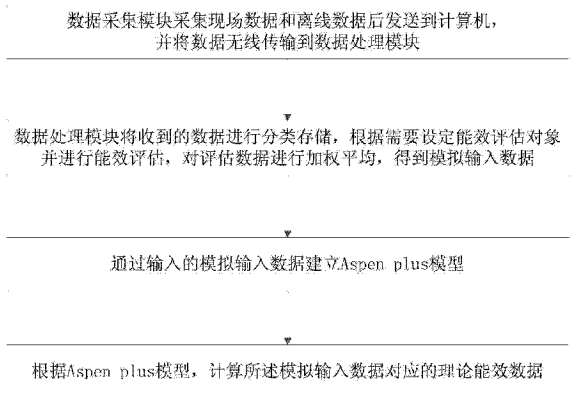 数据采集模块采集现场数据和离线数据后发送到计算机，
并将数据无线传输到数据处理模块
数据处理模块将收到的数据进行分类存储，根据需要设定能效评估对象
并进行能效评估，对评估数据进行加权平均，得到模拟输入数据
通过输入的模拟输入数据建立Aspen plus模型
根据Aspen plus模型，计算所述模拟输入数据对应的理论能效数据